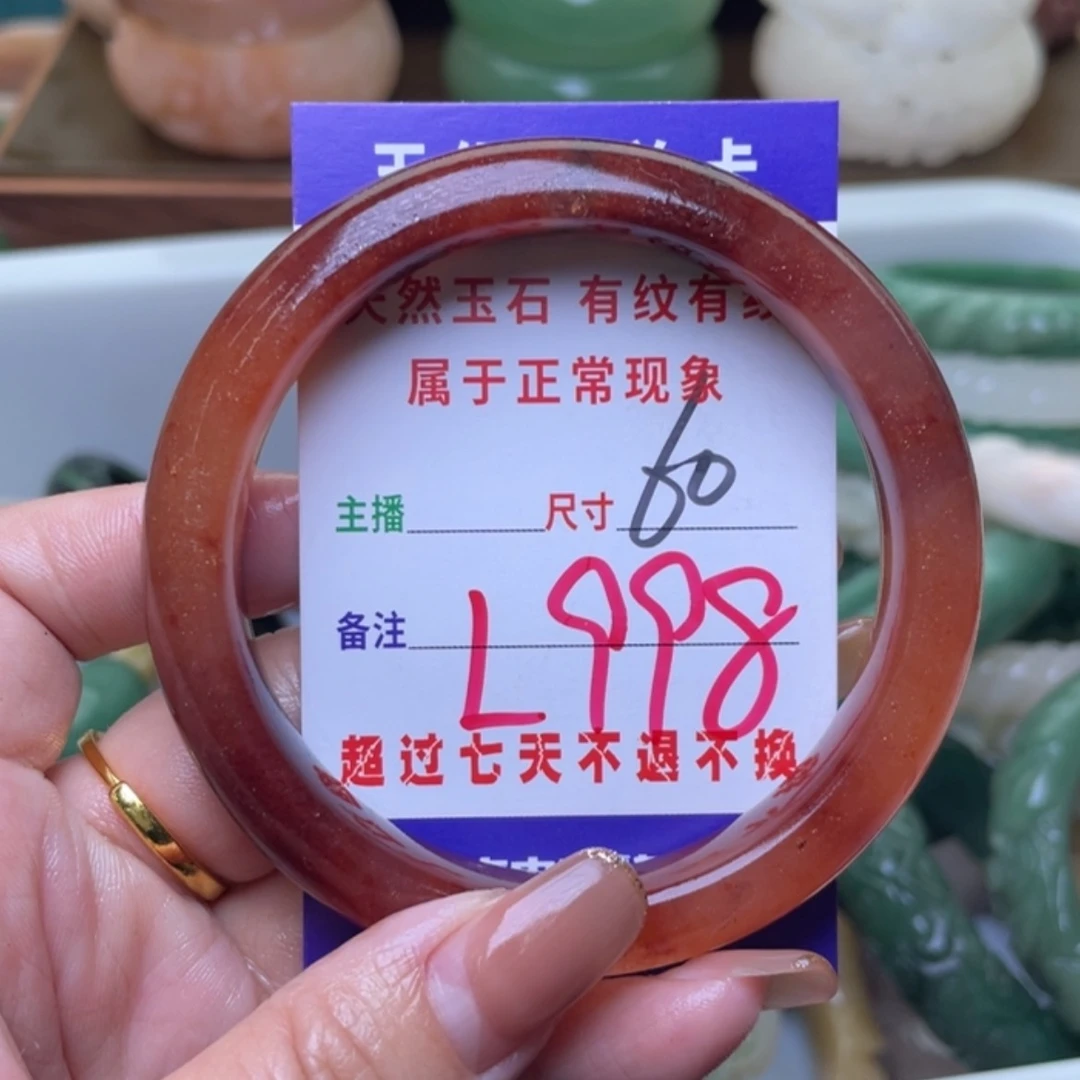 天然玉石 有纹有
属于正常现象
主播 尺寸 60
备注 L998
超过七天不退不换